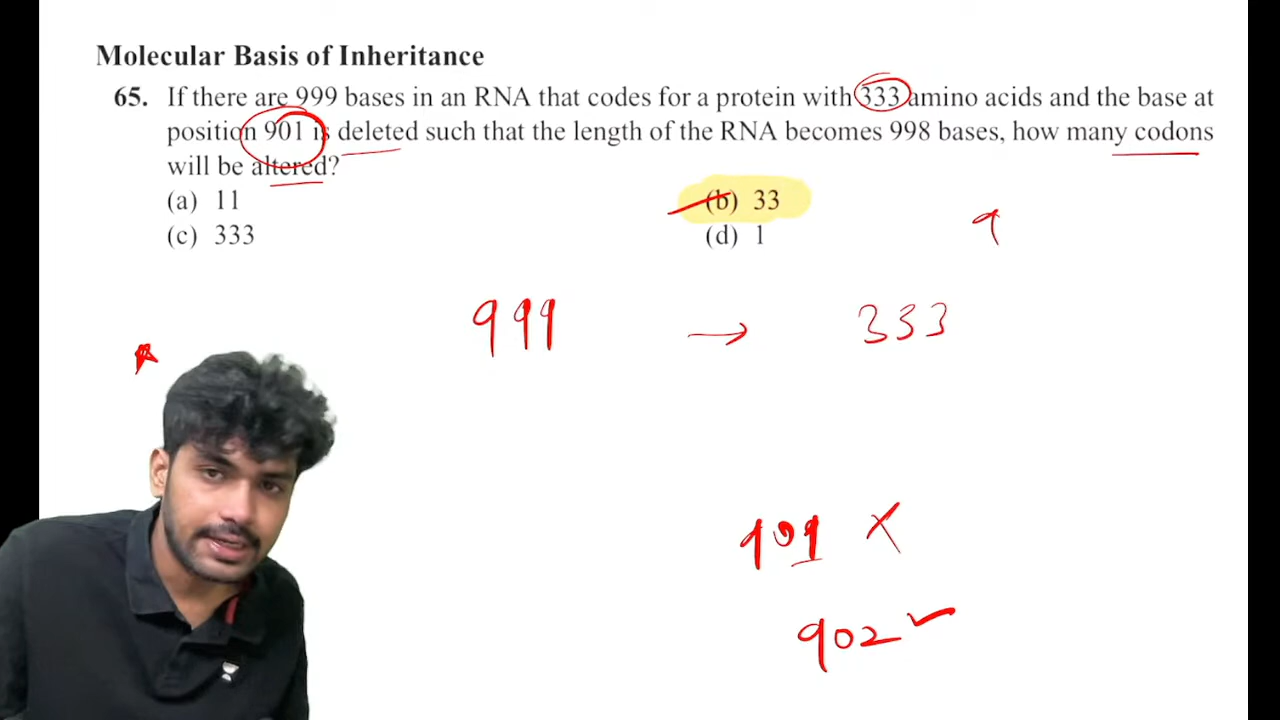 Molecular Basis of Inheritance
65. If there are 999 bases in an RNA that codes for a protein with 333 amino acids and the base at
position 901 is deleted such that the length of the RNA becomes 998 bases, how many codons
will be altered?
(a) 11 (b) 33
(c) 333 (d) 1
9
999 → 333
901 ✗
902 ✓